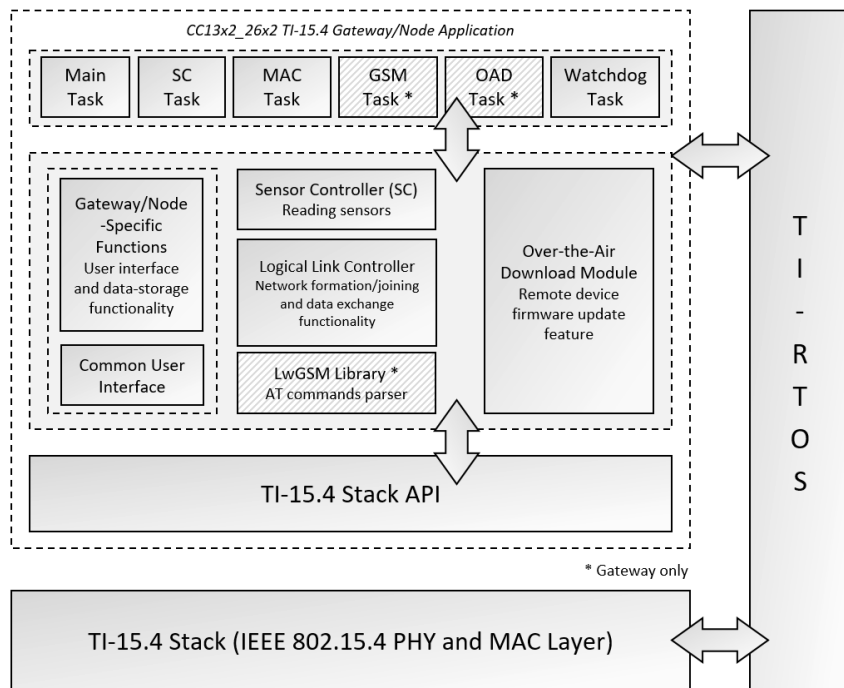 CC13x2_26x2 TI-15.4 Gateway/Node Application
Main
Task
SC
Task
MAC
Task
GSM
Task *
OAD
Task *
Watchdog
Task
Gateway/Node
-Specific
Functions
User interface
and data-storage
functionality
Common User
Interface
Sensor Controller (SC)
Reading sensors
Logical Link Controller
Network formation/joining
and data exchange
functionality
LwGSM Library *
AT commands parser
Over-the-Air
Download Module
Remote device
firmware update
feature
TI-15.4 Stack API
* Gateway only
TI-15.4 Stack (IEEE 802.15.4 PHY and MAC Layer)
T
I
-
R
T
O
S